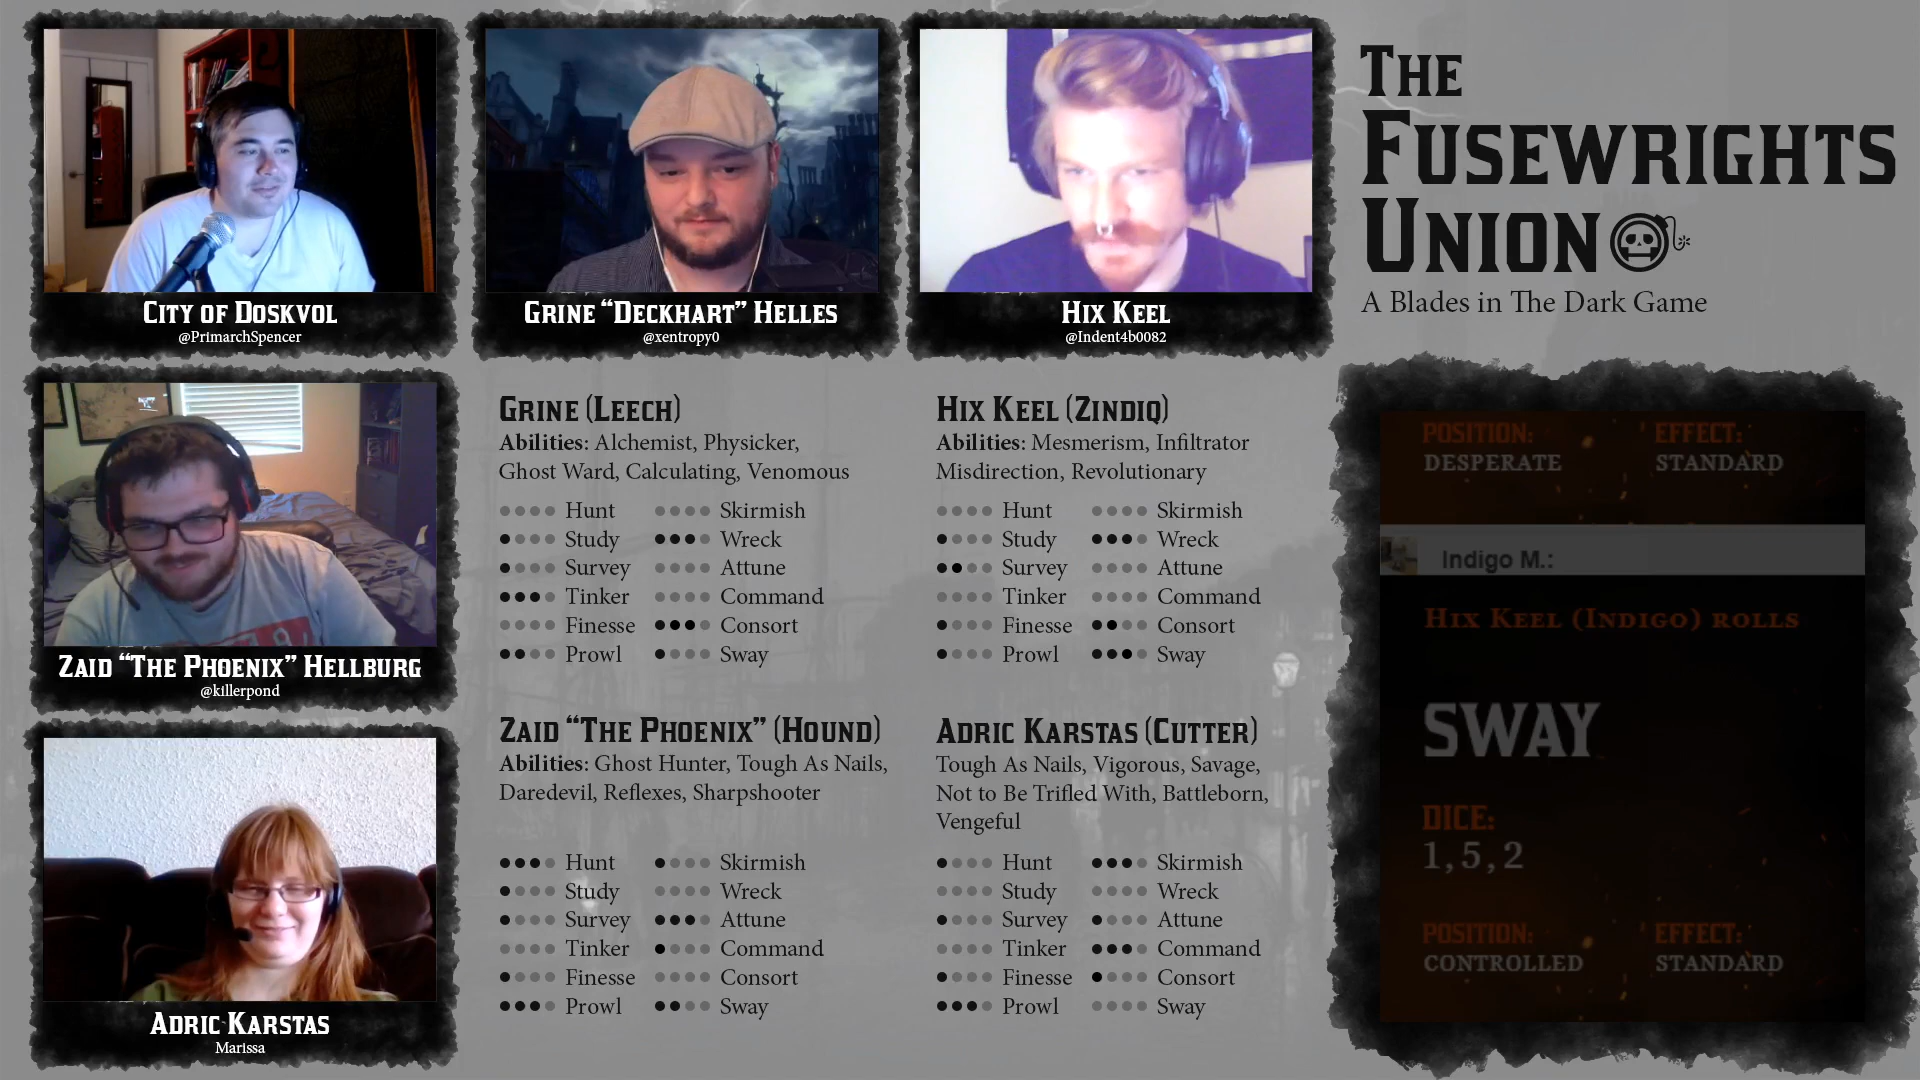 City of Doskvol
@PrimarchSpencer
Grine “Deckhart” Helles
@xentropy0
Hix Keel
@Indent4b0082
The
Fusewrights
Union
A Blades in The Dark Game
Zaid “The Phoenix” Hellburg
@killerpond
Adric Karstas
Marissa
Grine (Leech)
Abilities: Alchemist, Physicker,
Ghost Ward, Calculating, Venomous
Hunt Skirmish
Study Wreck
Survey Attune
Tinker Command
Finesse Consort
Prowl Sway
Hix Keel (Zindiq)
Abilities: Mesmerism, Infiltrator
Misdirection, Revolutionary
Hunt Skirmish
Study Wreck
Survey Attune
Tinker Command
Finesse Consort
Prowl Sway
Zaid “The Phoenix” (Hound)
Abilities: Ghost Hunter, Tough As Nails,
Daredevil, Reflexes, Sharpshooter
Hunt Skirmish
Study Wreck
Survey Attune
Tinker Command
Finesse Consort
Prowl Sway
Adric Karstas (Cutter)
Tough As Nails, Vigorous, Savage,
Not to Be Trifled With, Battleborn,
Vengeful
Hunt Skirmish
Study Wreck
Survey Attune
Tinker Command
Finesse Consort
Prowl Sway
POSITION: EFFECT:
DESPERATE STANDARD
Indigo M.:
Hix Keel (Indigo) rolls
SWAY
DICE:
1, 5, 2
POSITION: EFFECT:
CONTROLLED STANDARD